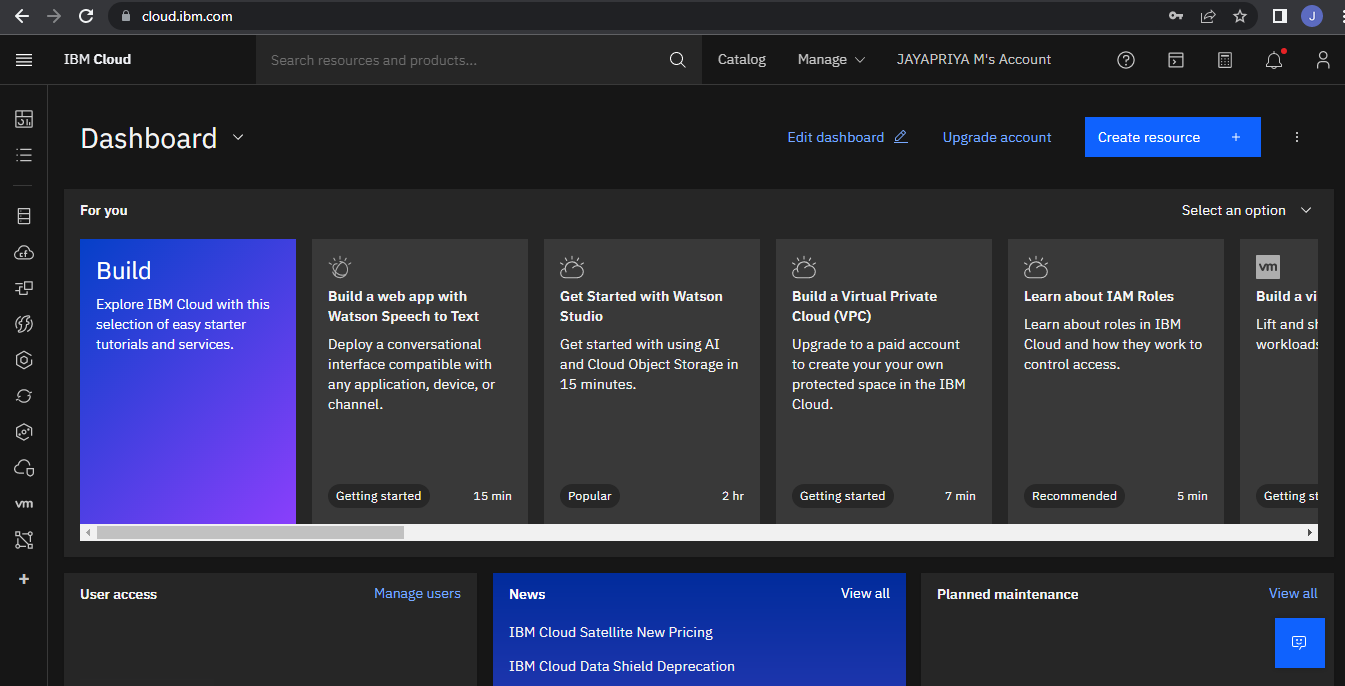 cloud.ibm.com
J
IBM Cloud
Search resources and products...
Catalog
Manage
JAYAPRIYA M's Account
Dashboard
Edit dashboard
Upgrade account
Create resource +
For you
Select an option
Build
Explore IBM Cloud with this
selection of easy starter
tutorials and services.
Build a web app with
Watson Speech to Text
Deploy a conversational
interface compatible with
any application, device, or
channel.
Getting started
15 min
Get Started with Watson
Studio
Get started with using AI
and Cloud Object Storage in
15 minutes.
Popular
2 hr
Build a Virtual Private
Cloud (VPC)
Upgrade to a paid account
to create your your own
protected space in the IBM
Cloud.
Getting started
7 min
Learn about IAM Roles
Learn about roles in IBM
Cloud and how they work to
control access.
Recommended
5 min
vm
Build a vi
Lift and sh
workloads
Getting st
cf
vm
User access
Manage users
News
View all
IBM Cloud Satellite New Pricing
IBM Cloud Data Shield Deprecation
Planned maintenance
View all